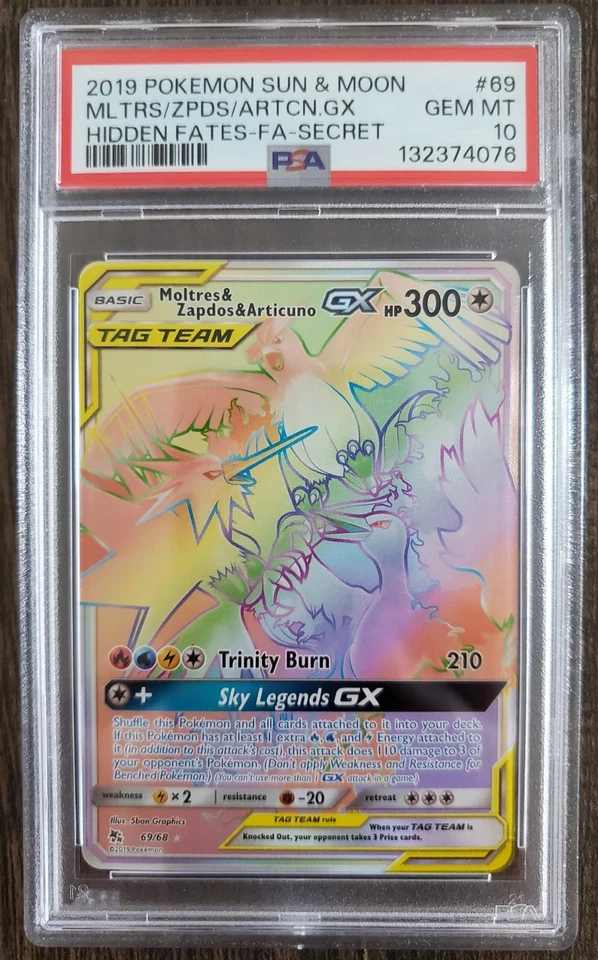 2019 POKEMON SUN & MOON #69
MLTRS/ZPDS/ARTCN.GX GEM MT
HIDDEN FATES-FA-SECRET 10
PSA 132374076
BASIC Moltres&
Zapdos&Articuno GX HP300
TAG TEAM
Trinity Burn 210
+ Sky Legends GX
Shuffle this Pokémon and all cards attached to it into your deck.
If this Pokémon has at least 1 extra , and Energy attached to
it (in addition to this attack's cost), this attack does 110 damage to 3 of
your opponent's Pokémon. (Don't apply Weakness and Resistance for
Benched Pokémon.) (You can't use more than 1 GX attack in a game.)
weakness ×2 resistance -20 retreat
Illus. 5ban Graphics
TAG TEAM rule When your TAG TEAM is
Knocked Out, your opponent takes 3 Prize cards.
69/68
©2019 Pokémon
PSA